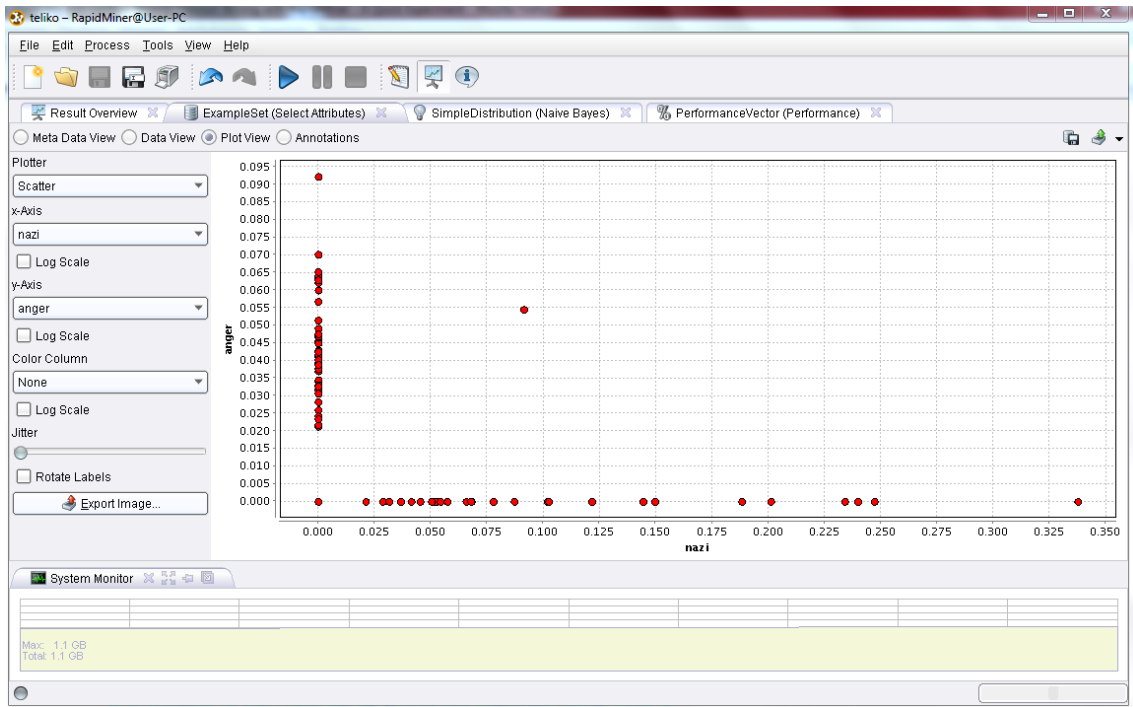 teliko – RapidMiner@User-PC
File Edit Process Tools View Help
Result Overview ExampleSet (Select Attributes) SimpleDistribution (Naive Bayes) PerformanceVector (Performance)
Meta Data View Data View Plot View Annotations
Plotter
Scatter
x-Axis
nazi
Log Scale
y-Axis
anger
Log Scale
Color Column
None
Log Scale
Jitter
Rotate Labels
Export Image...
0.095
0.090
0.085
0.080
0.075
0.070
0.065
0.060
0.055
0.050
0.045
0.040
0.035
0.030
0.025
0.020
0.015
0.010
0.005
0.000
anger
0.000 0.025 0.050 0.075 0.100 0.125 0.150 0.175 0.200 0.225 0.250 0.275 0.300 0.325 0.350
nazi
System Monitor
Max: 1.1 GB
Total: 1.1 GB